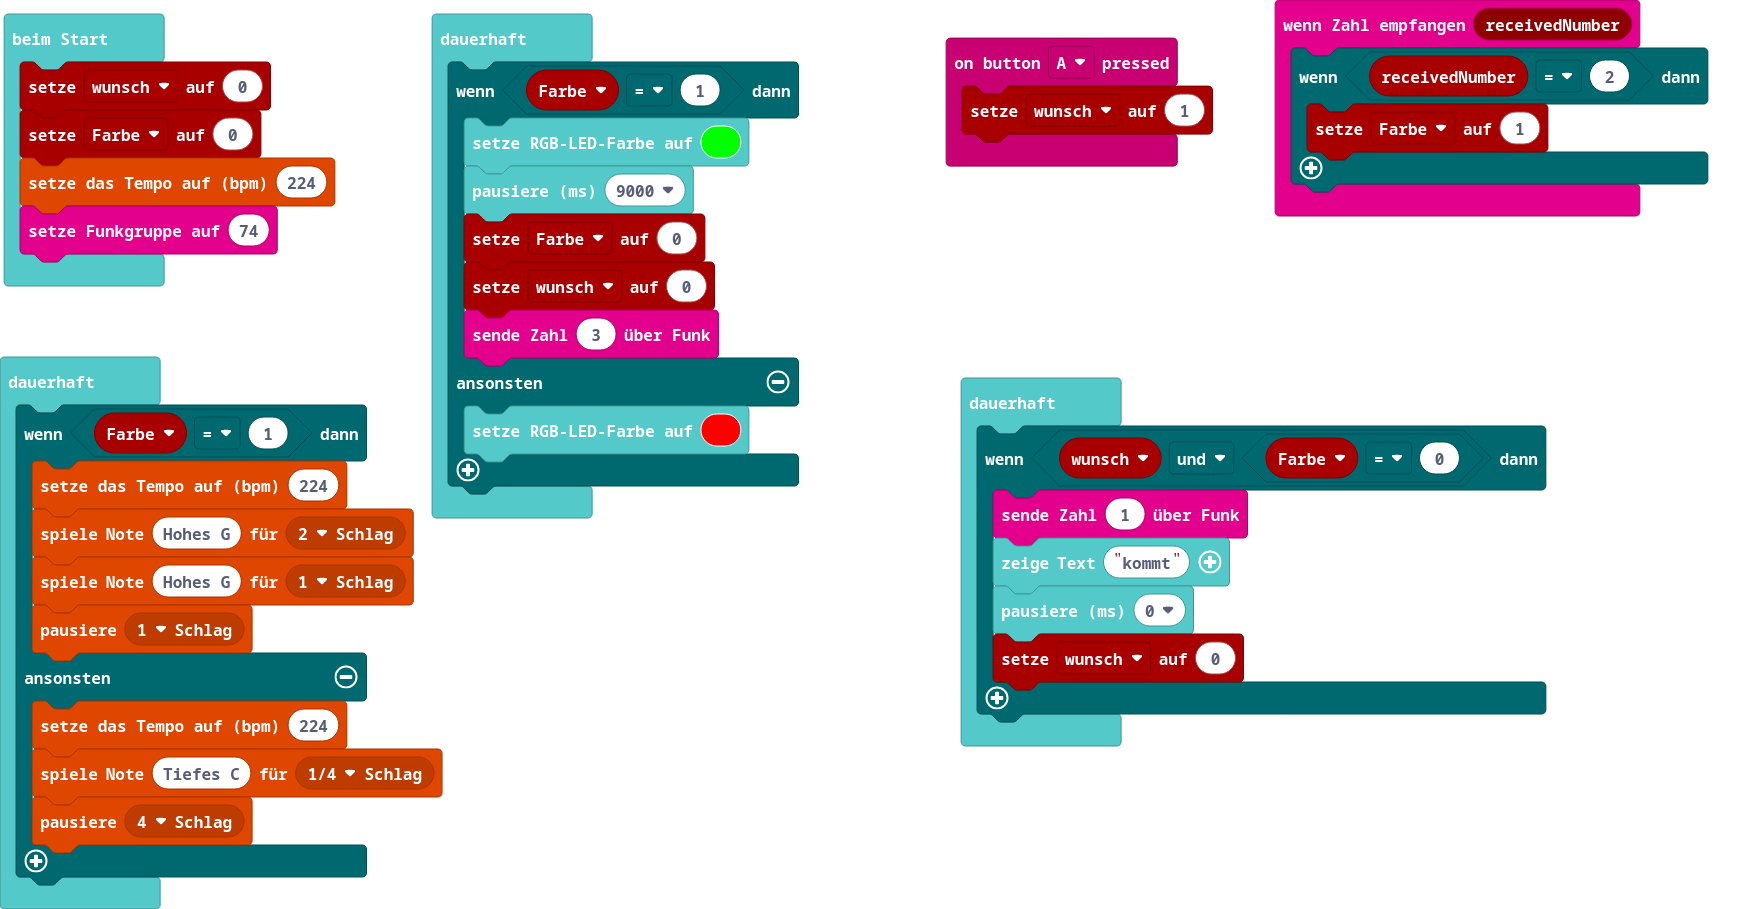 beim Start
setze wunsch auf 0
setze Farbe auf 0
setze das Tempo auf (bpm) 224
setze Funkgruppe auf 74
dauerhaft
wenn Farbe = 1 dann
setze RGB-LED-Farbe auf
pausiere (ms) 9000
setze Farbe auf 0
setze wunsch auf 0
sende Zahl 3 über Funk
ansonsten
setze RGB-LED-Farbe auf
on button A pressed
setze wunsch auf 1
wenn Zahl empfangen receivedNumber
wenn receivedNumber = 2 dann
setze Farbe auf 1
dauerhaft
wenn Farbe = 1 dann
setze das Tempo auf (bpm) 224
spiele Note Hohes G für 2 Schlag
spiele Note Hohes G für 1 Schlag
pausiere 1 Schlag
ansonsten
setze das Tempo auf (bpm) 224
spiele Note Tiefes C für 1/4 Schlag
pausiere 4 Schlag
dauerhaft
wenn wunsch und Farbe = 0 dann
sende Zahl 1 über Funk
zeige Text "kommt"
pausiere (ms) 0
setze wunsch auf 0